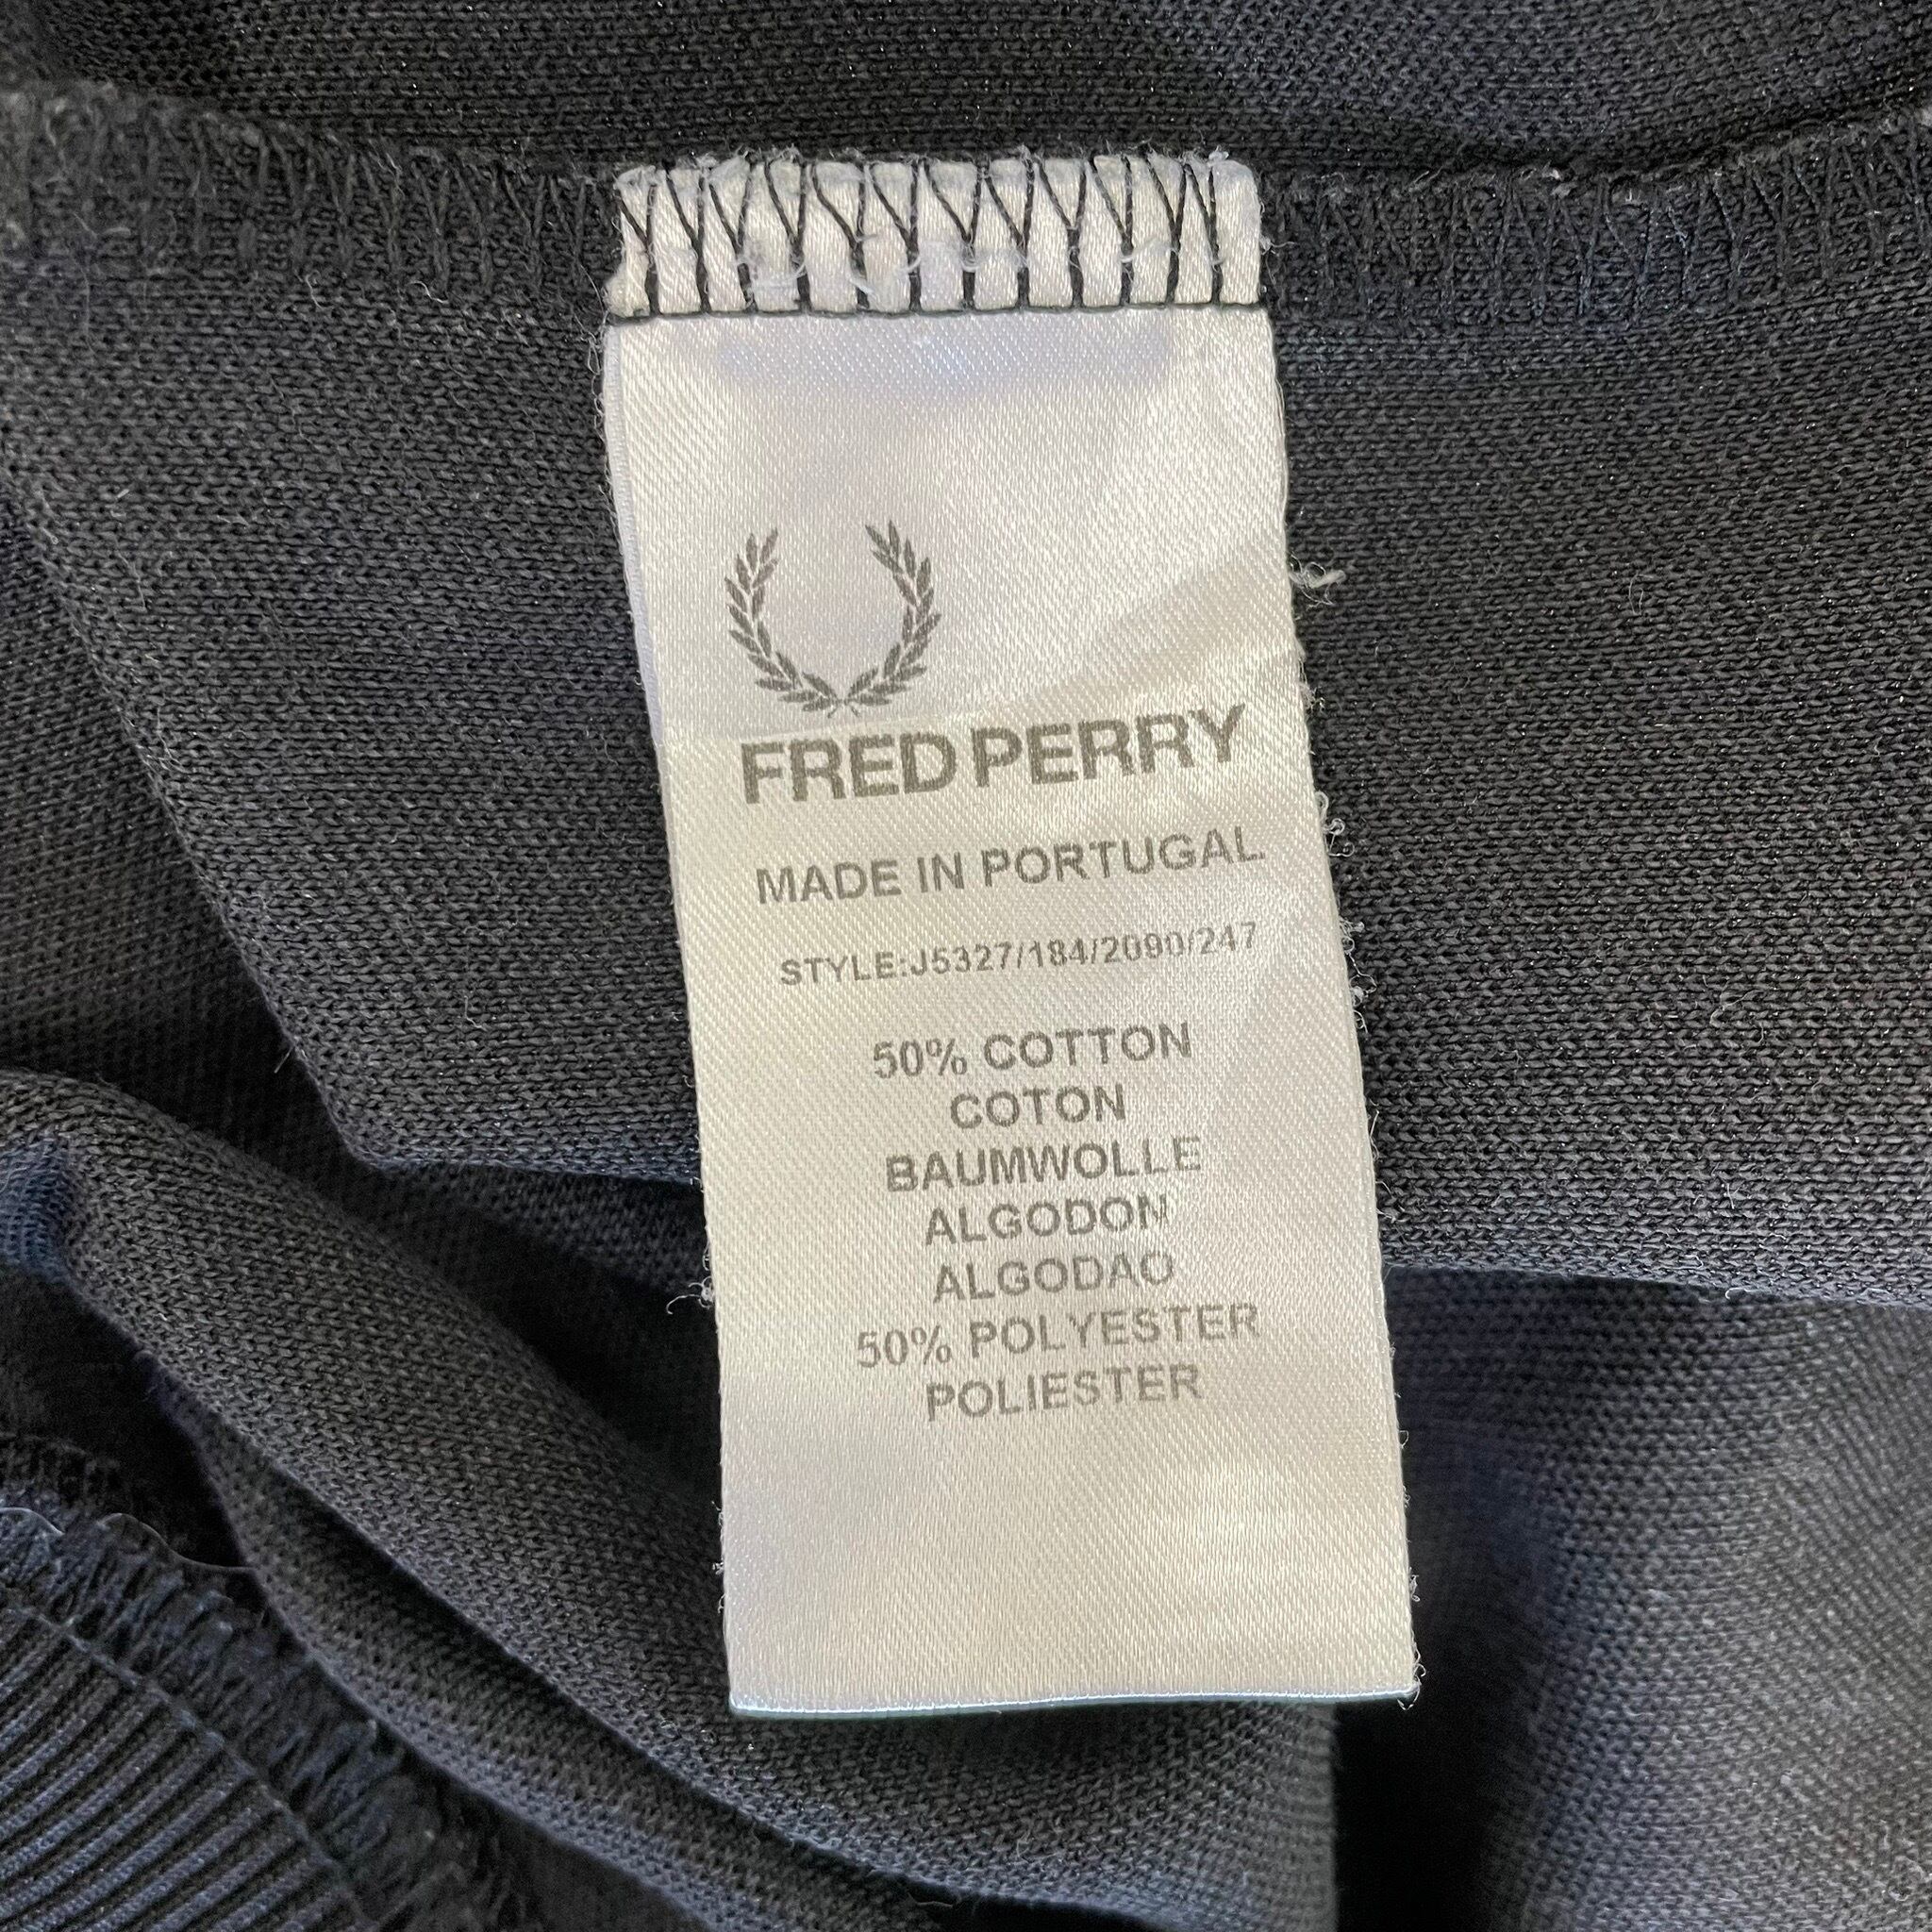 FRED PERRY
MADE IN PORTUGAL
STYLE:J5327/184/2090/247
50% COTTON
COTON
BAUMWOLLE
ALGODON
ALGODAO
50% POLYESTER
POLIESTER